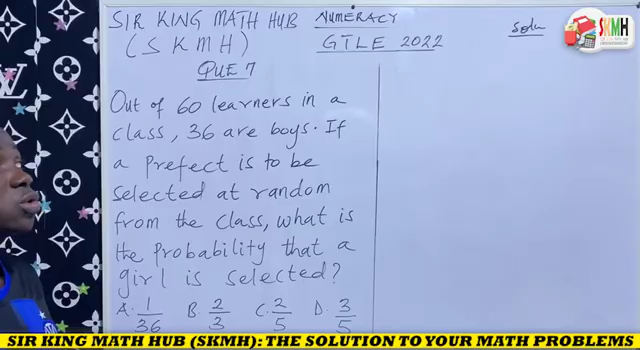 SIR KING MATH HUB NUMERACY
(SKMH) GTLE 2022
Soln
SKMH
QUE 7
Out of 60 learners in a
class, 36 are boys. If
a prefect is to be
selected at random
from the class, what is
the probability that a
girl is selected?
A. 1/36 B. 2/3 C. 2/5 D. 3/5
SIR KING MATH HUB (SKMH): THE SOLUTION TO YOUR MATH PROBLEMS